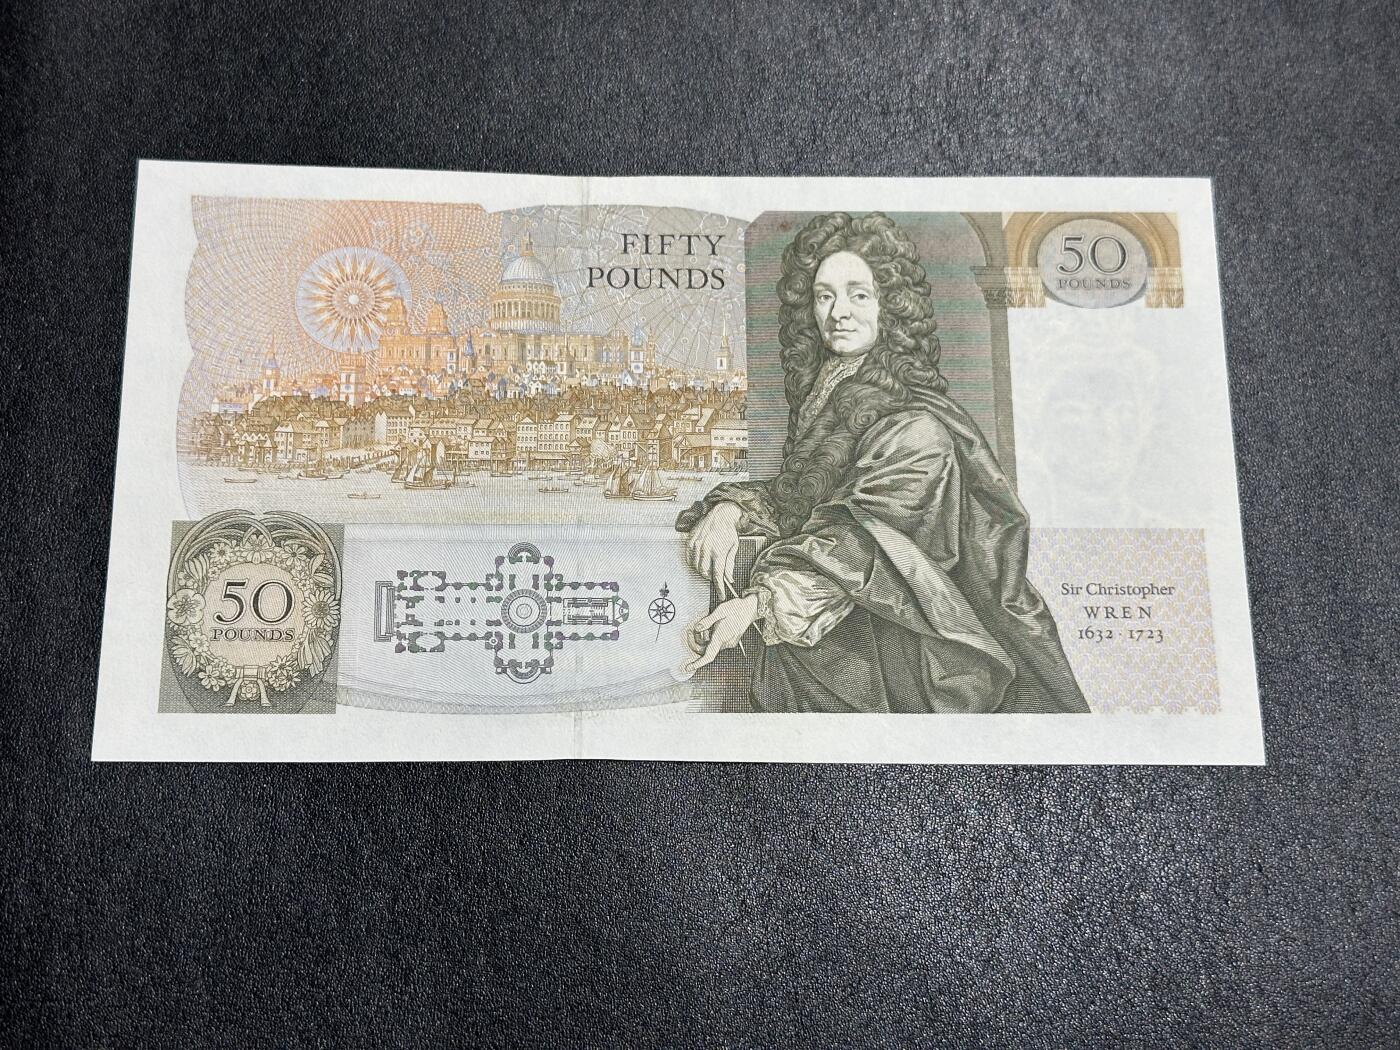 FIFTY
POUNDS
50
POUNDS
50
POUNDS
Sir Christopher
WREN
1632 · 1723